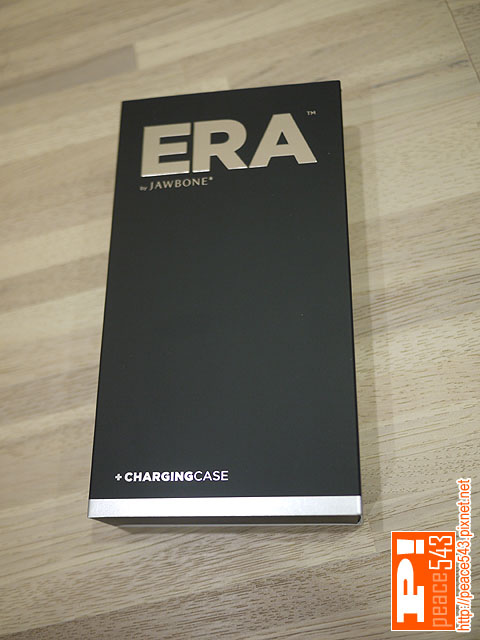 ERA™
by JAWBONE®
+ CHARGINGCASE
P!
peace543
http://peace543.pixnet.net